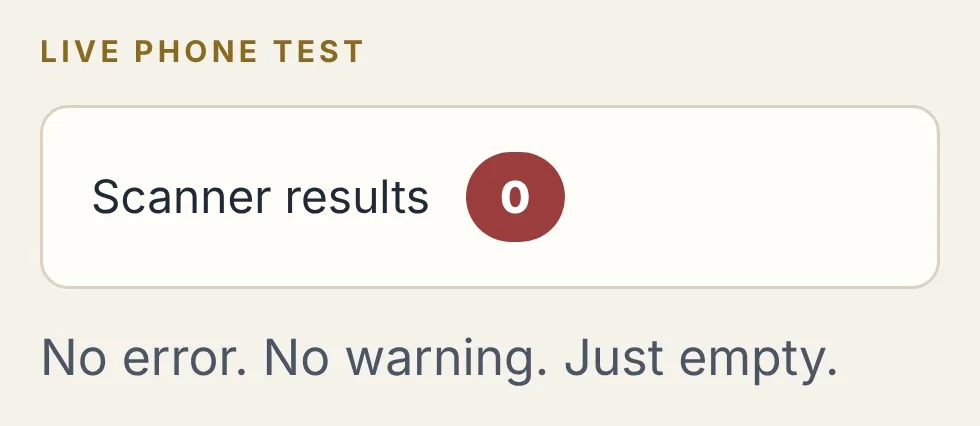 LIVE PHONE TEST
Scanner results 0
No error. No warning. Just empty.